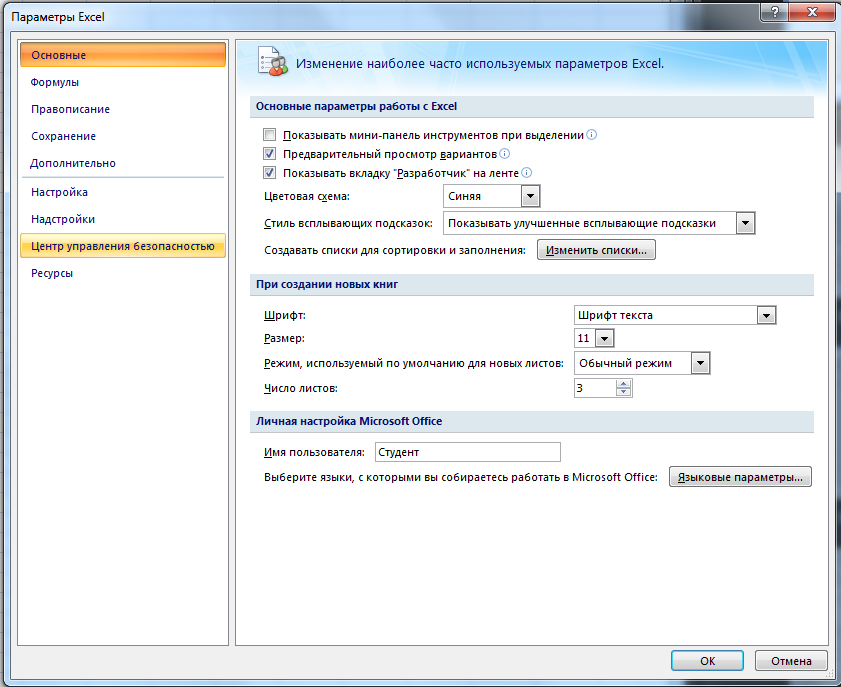 Параметры Excel
Основные
Формулы
Правописание
Сохранение
Дополнительно
Настройка
Надстройки
Центр управления безопасностью
Ресурсы
Изменение наиболее часто используемых параметров Excel.
Основные параметры работы с Excel
Показывать мини-панель инструментов при выделении
Предварительный просмотр вариантов
Показывать вкладку "Разработчик" на ленте
Цветовая схема: Синяя
Стиль всплывающих подсказок: Показывать улучшенные всплывающие подсказки
Создавать списки для сортировки и заполнения: Изменить списки...
При создании новых книг
Шрифт: Шрифт текста
Размер: 11
Режим, используемый по умолчанию для новых листов: Обычный режим
Число листов: 3
Личная настройка Microsoft Office
Имя пользователя: Студент
Выберите языки, с которыми вы собираетесь работать в Microsoft Office: Языковые параметры...
ОК Отмена